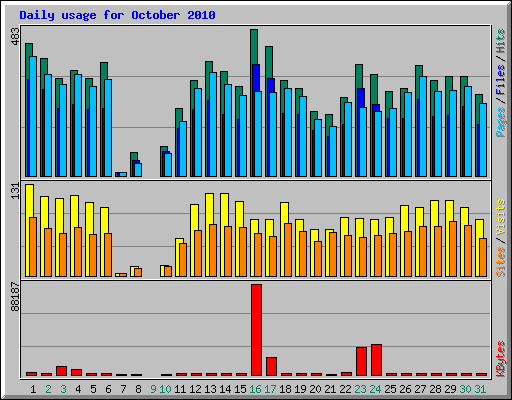 Daily usage for October 2010
483
Pages / Files / Hits
131
Sites / Visits
88187
KBytes
1 2 3 4 5 6 7 8 9 10 11 12 13 14 15 16 17 18 19 20 21 22 23 24 25 26 27 28 29 30 31